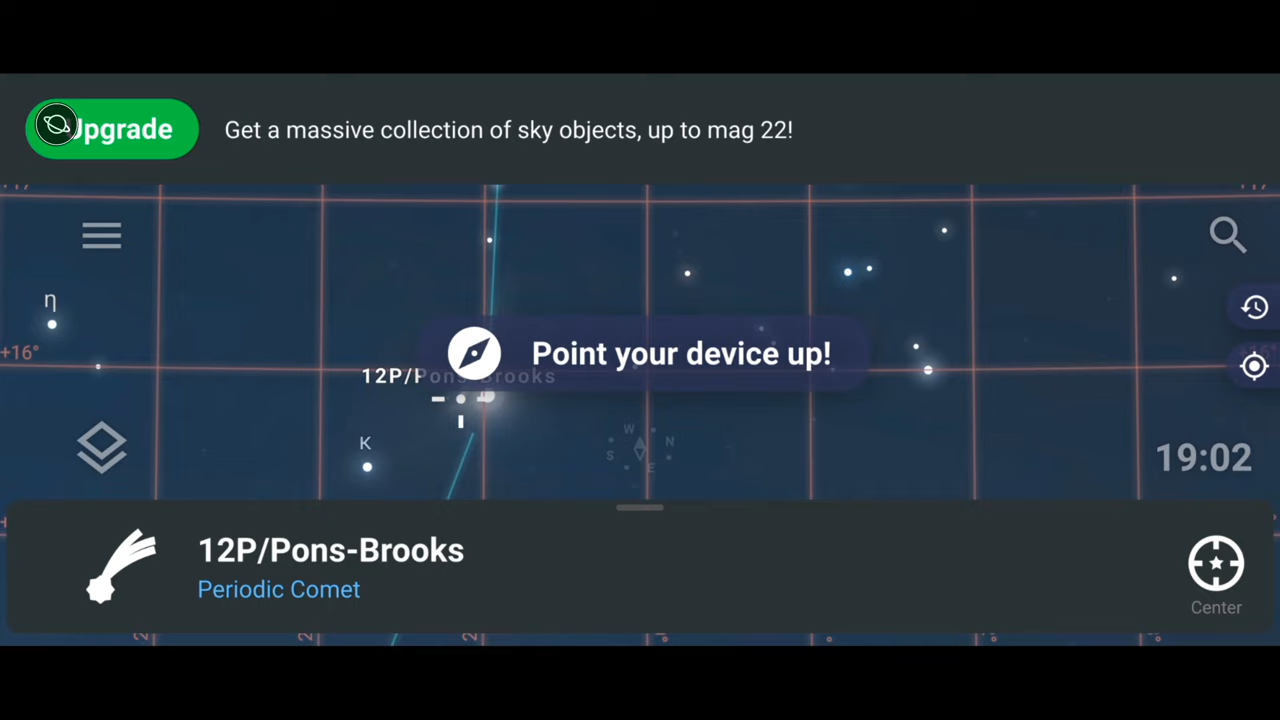 Upgrade
Get a massive collection of sky objects, up to mag 22!
η
+16°
Point your device up!
12P/Pons-Brooks
K
W
S
N
E
19:02
12P/Pons-Brooks
Periodic Comet
Center